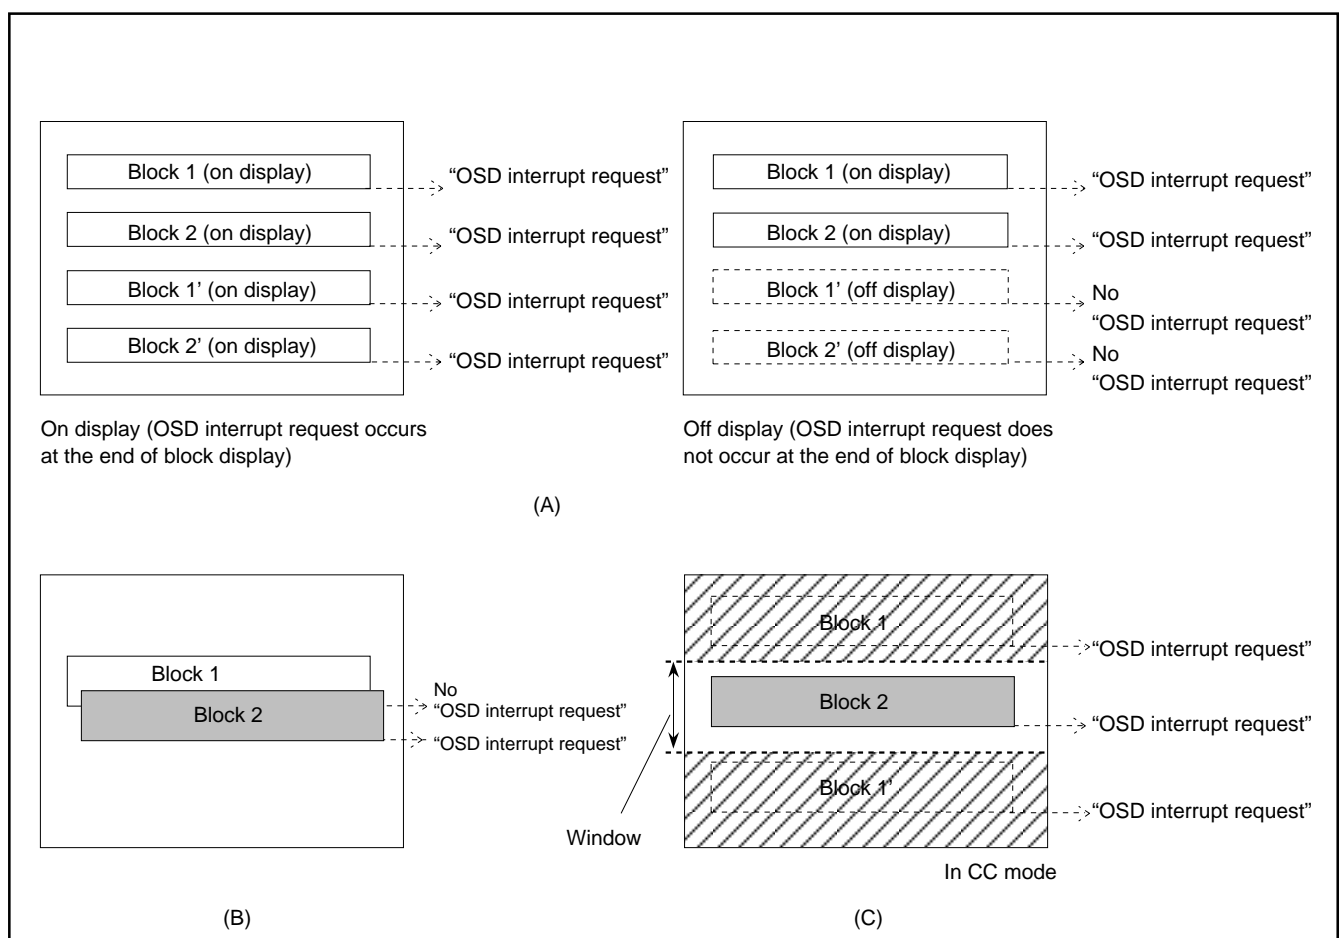 Block 1 (on display)
“OSD interrupt request”
Block 2 (on display)
“OSD interrupt request”
Block 1’ (on display)
“OSD interrupt request”
Block 2’ (on display)
“OSD interrupt request”
On display (OSD interrupt request occurs
at the end of block display)
Block 1 (on display)
“OSD interrupt request”
Block 2 (on display)
“OSD interrupt request”
Block 1’ (off display)
No
“OSD interrupt request”
Block 2’ (off display)
No
“OSD interrupt request”
Off display (OSD interrupt request does
not occur at the end of block display)
(A)
Block 1
Block 2
No
“OSD interrupt request”
“OSD interrupt request”
(B)
Block 1
“OSD interrupt request”
Block 2
“OSD interrupt request”
Block 1’
“OSD interrupt request”
Window
In CC mode
(C)